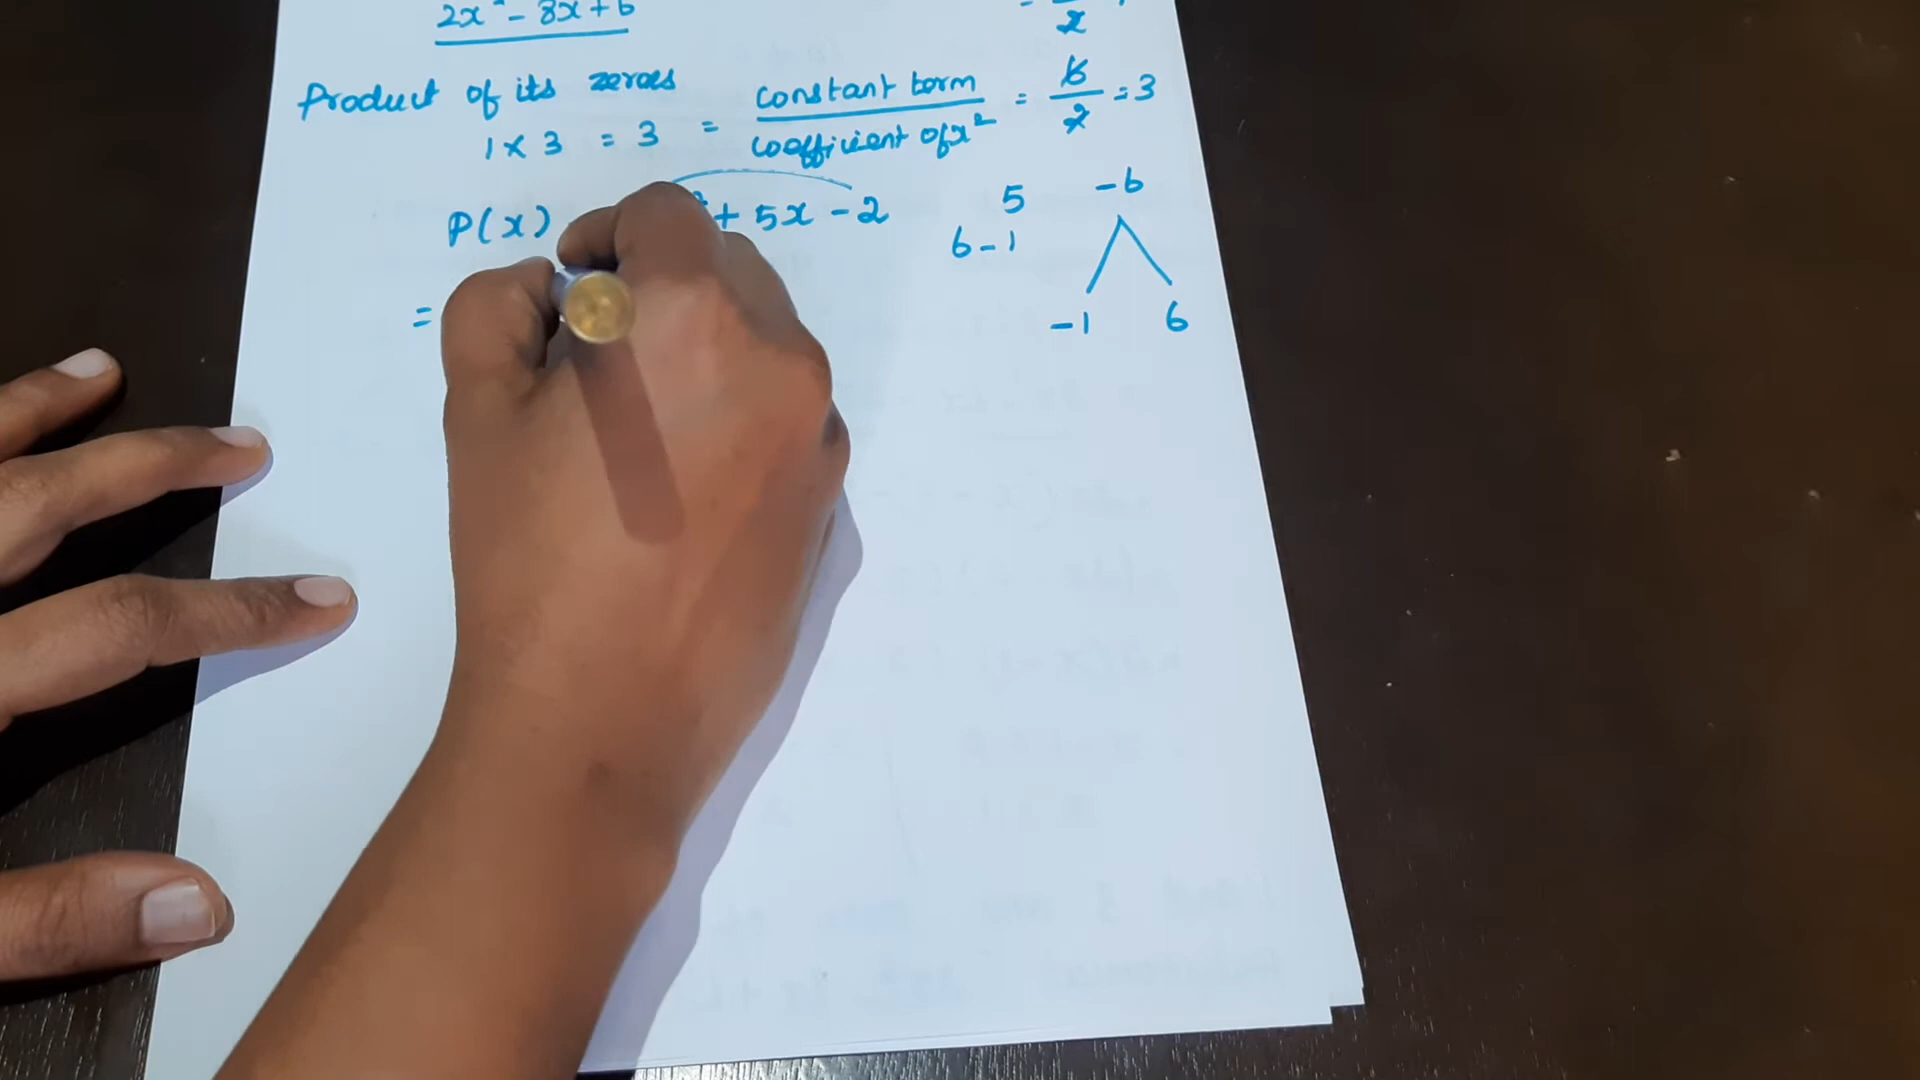 2x² - 8x + 6
2
Product of its zeroes = constant term / coefficient of x² = 6/2 = 3
1 x 3 = 3
P(x) + 5x - 2
5
6 - 1
-6
-1 6
=